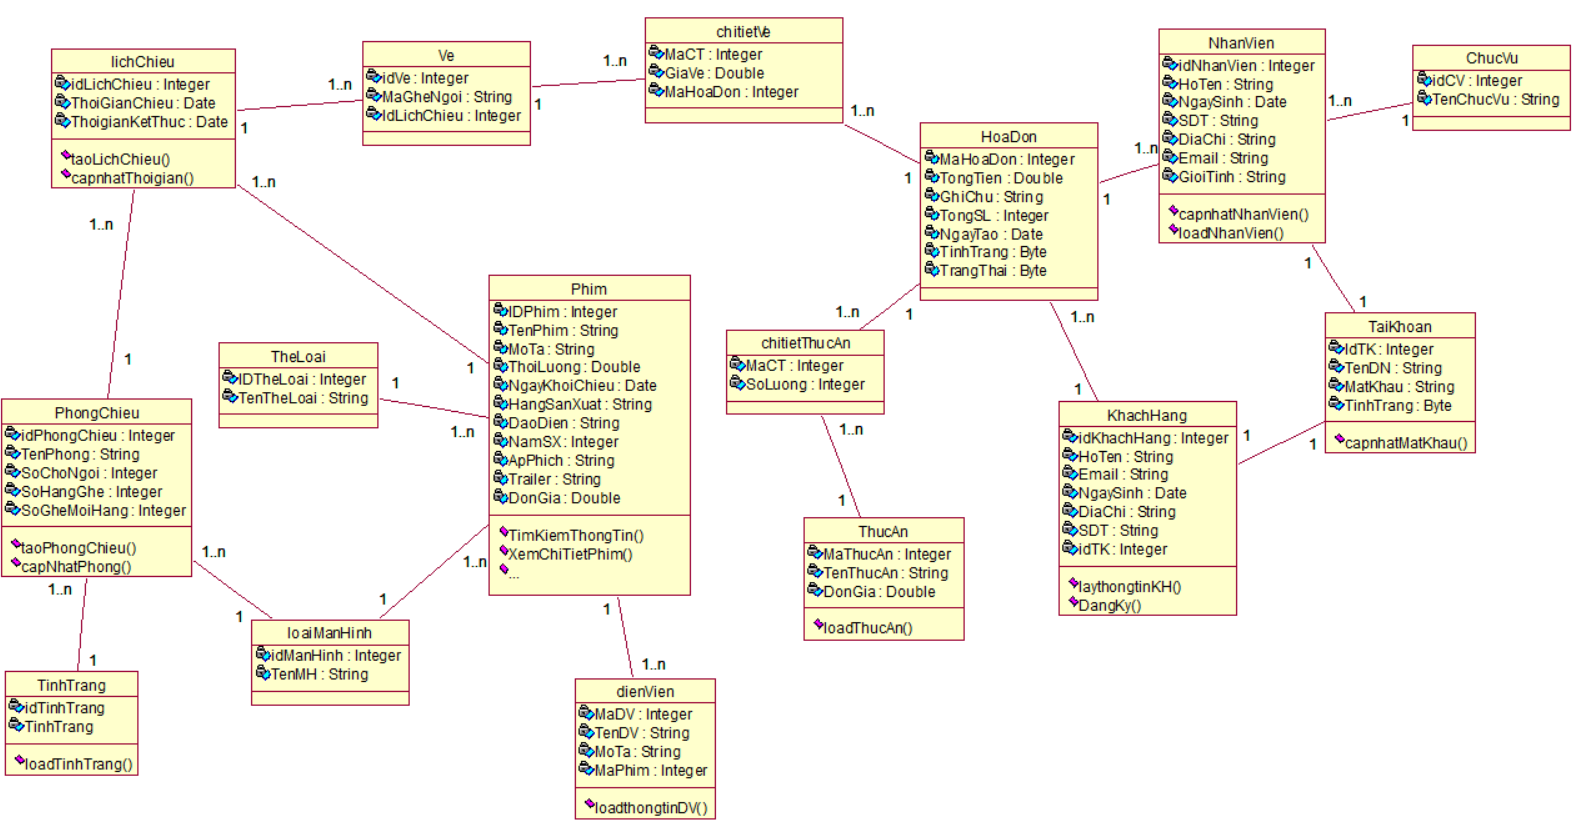 lichChieu
idLichChieu : Integer
ThoiGianChieu : Date
ThoigianKetThuc : Date
taoLichChieu()
capnhatThoigian()
1..n
1
1..n
1..n
Ve
idVe : Integer
MaGheNgoi : String
IdLichChieu : Integer
1
1..n
chitietVe
MaCT : Integer
GiaVe : Double
MaHoaDon : Integer
1..n
1
HoaDon
MaHoaDon : Integer
TongTien : Double
GhiChu : String
TongSL : Integer
NgayTao : Date
TinhTrang : Byte
TrangThai : Byte
1..n
1
1..n
1
1..n
1
NhanVien
idNhanVien : Integer
HoTen : String
NgaySinh : Date
SDT : String
DiaChi : String
Email : String
GioiTinh : String
capnhatNhanVien()
loadNhanVien()
1..n
1
1
1
ChucVu
idCV : Integer
TenChucVu : String
TaiKhoan
IdTK : Integer
TenDN : String
MatKhau : String
TinhTrang : Byte
capnhatMatKhau()
1
1
KhachHang
idKhachHang : Integer
HoTen : String
Email : String
NgaySinh : Date
DiaChi : String
SDT : String
idTK : Integer
laythongtinKH()
DangKy()
chitietThucAn
MaCT : Integer
SoLuong : Integer
1..n
1
ThucAn
MaThucAn : Integer
TenThucAn : String
DonGia : Double
loadThucAn()
Phim
IDPhim : Integer
TenPhim : String
MoTa : String
ThoiLuong : Double
NgayKhoiChieu : Date
HangSanXuat : String
DaoDien : String
NamSX : Integer
ApPhich : String
Trailer : String
DonGia : Double
TimKiemThongTin()
XemChiTietPhim()
...
1
TheLoai
IDTheLoai : Integer
TenTheLoai : String
1
1..n
1
PhongChieu
idPhongChieu : Integer
TenPhong : String
SoChoNgoi : Integer
SoHangGhe : Integer
SoGheMoiHang : Integer
taoPhongChieu()
capNhatPhong()
1..n
1
1..n
1
1..n
1
loaiManHinh
idManHinh : Integer
TenMH : String
TinhTrang
idTinhTrang
TinhTrang
loadTinhTrang()
1
1..n
dienVien
MaDV : Integer
TenDV : String
MoTa : String
MaPhim : Integer
loadthongtinDV()